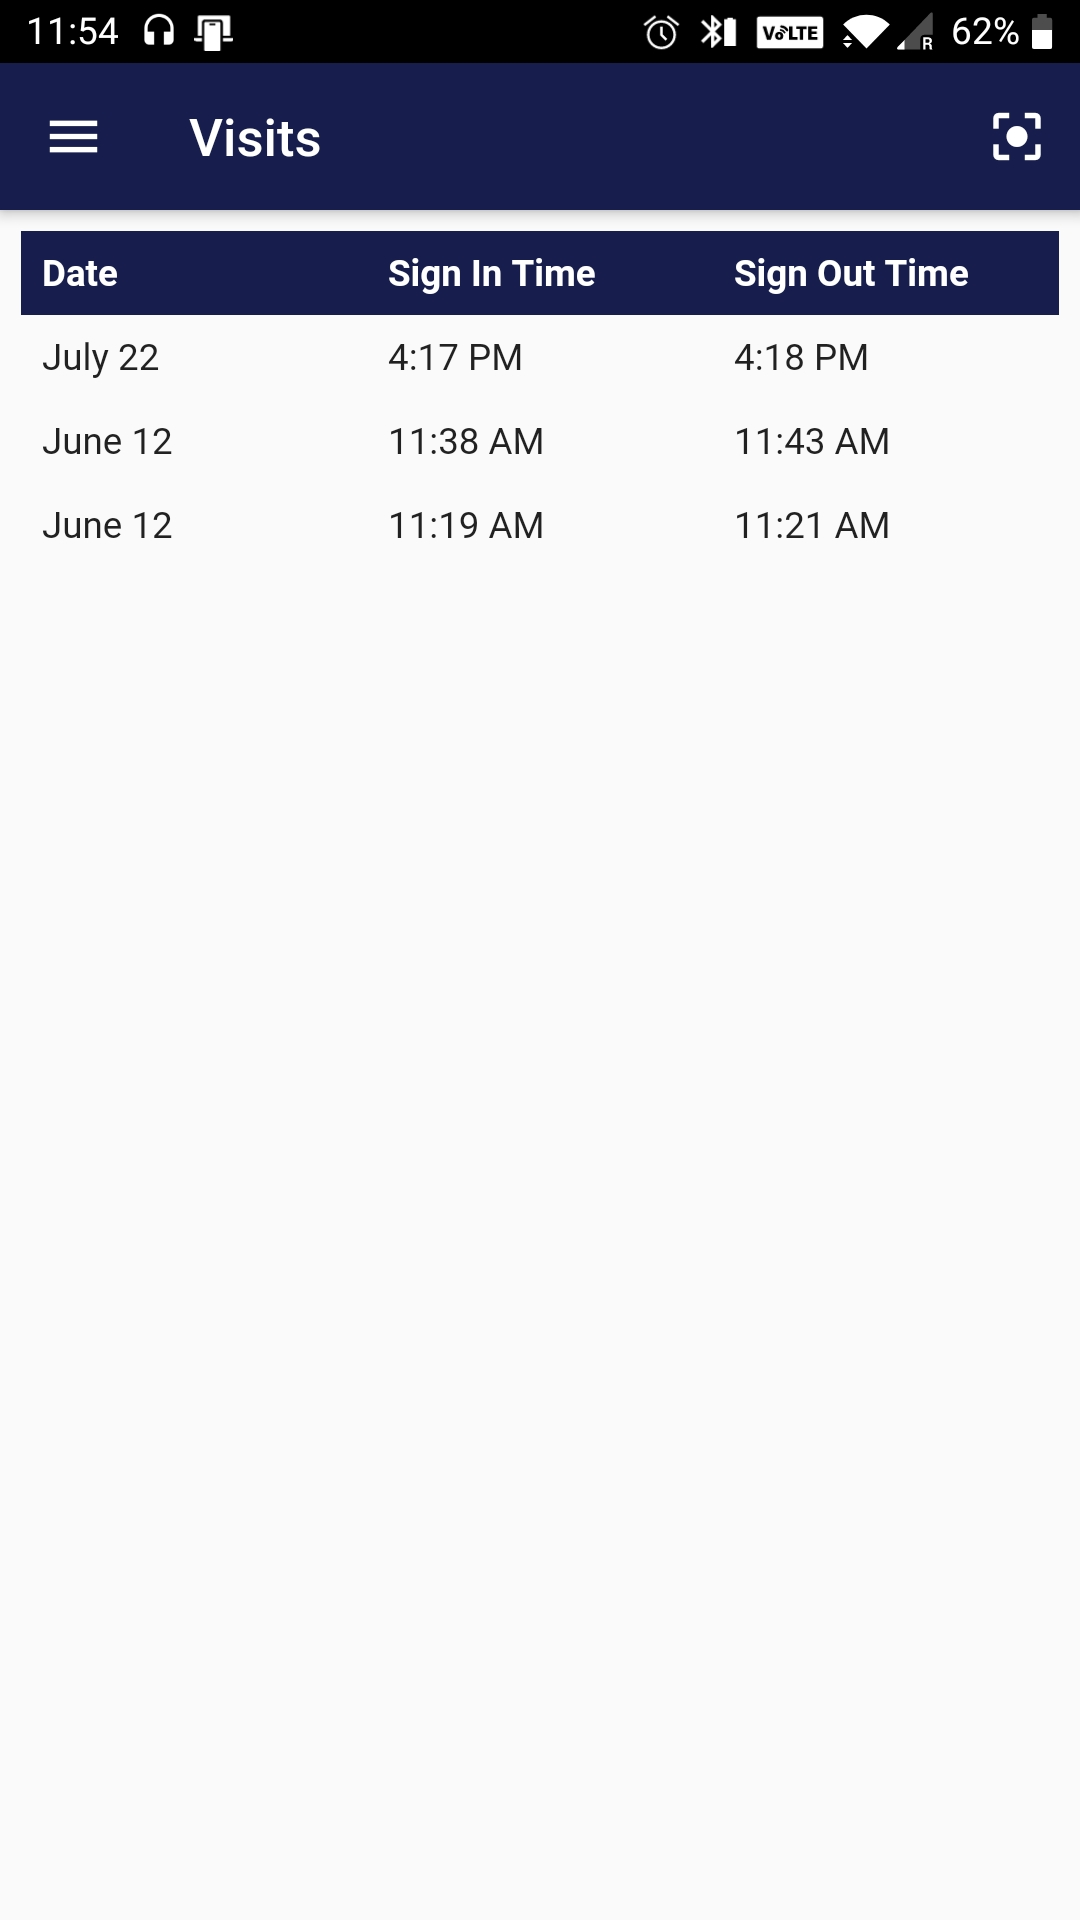 11:54 VoLTE R 62%
Visits
Date Sign In Time Sign Out Time
July 22 4:17 PM 4:18 PM
June 12 11:38 AM 11:43 AM
June 12 11:19 AM 11:21 AM